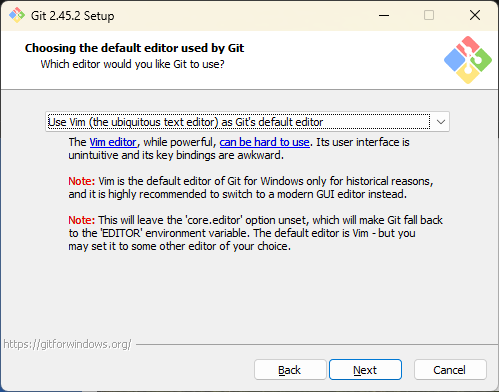 Git 2.45.2 Setup
Choosing the default editor used by Git
Which editor would you like Git to use?
Use Vim (the ubiquitous text editor) as Git's default editor
The Vim editor, while powerful, can be hard to use. Its user interface is
unintuitive and its key bindings are awkward.
Note: Vim is the default editor of Git for Windows only for historical reasons,
and it is highly recommended to switch to a modern GUI editor instead.
Note: This will leave the 'core.editor' option unset, which will make Git fall back
to the 'EDITOR' environment variable. The default editor is Vim - but you
may set it to some other editor of your choice.
https://gitforwindows.org/
Back Next Cancel